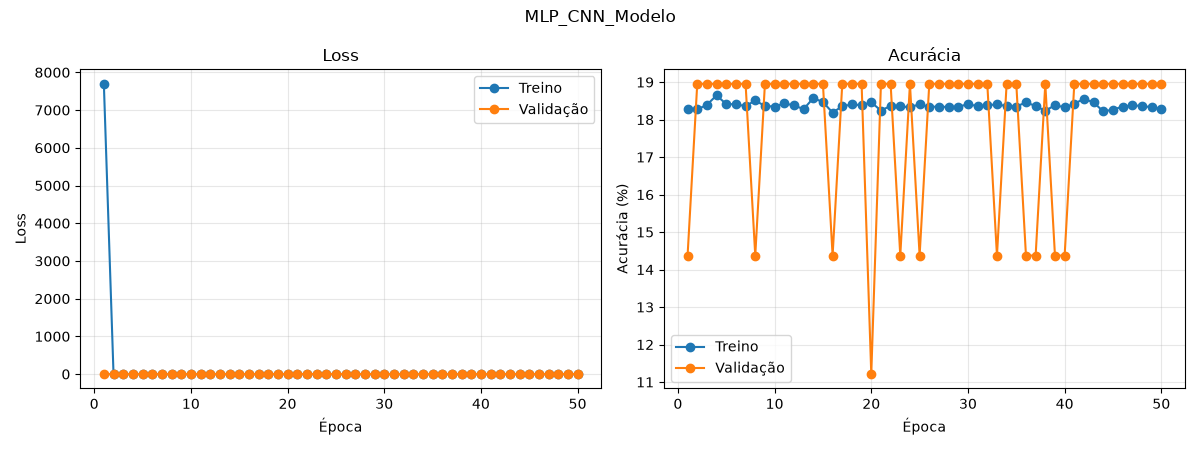 MLP_CNN_Modelo
Loss
8000
7000
6000
5000
4000
3000
2000
1000
0
Loss
Treino
Validação
0 10 20 30 40 50
Época
Acurácia
19
18
17
16
15
14
13
12
11
Acurácia (%)
Treino
Validação
0 10 20 30 40 50
Época